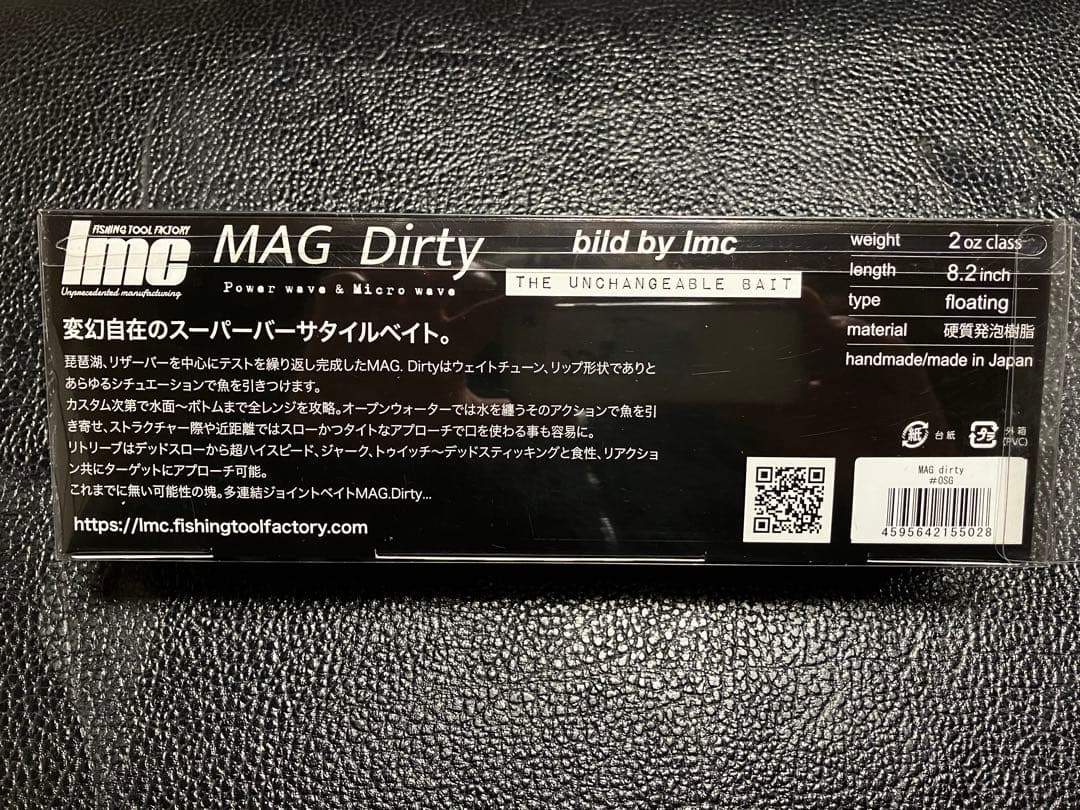 FISHING TOOL FACTORY
lmc
Unprecedented manufacturing
MAG Dirty
Power wave & Micro wave
bild by lmc
THE UNCHANGEABLE BAIT
weight 2 oz class
length 8.2 inch
type floating
material 硬質発泡樹脂
handmade/made in Japan
変幻自在のスーパーバーサタイルベイト。
琵琶湖、リザーバーを中心にテストを繰り返し完成したMAG. Dirtyはウェイトチューン、リップ形状でありと
あらゆるシチュエーションで魚を引きつけます。
カスタム次第で水面～ボトムまで全レンジを攻略。オープンウォーターでは水を纏うそのアクションで魚を引
き寄せ、ストラクチャー際や近距離ではスローかつタイトなアプローチで口を使わる事も容易に。
リトリーブはデッドスローから超ハイスピード、ジャーク、トゥイッチ～デッドスティッキングと食性、リアクショ
ン共にターゲットにアプローチ可能。
これまでに無い可能性の塊。多連結ジョイントベイトMAG.Dirty...
https://lmc.fishingtoolfactory.com
紙 台紙
プラ 外箱
(PVC)
MAG dirty
#OSG
4595642155028